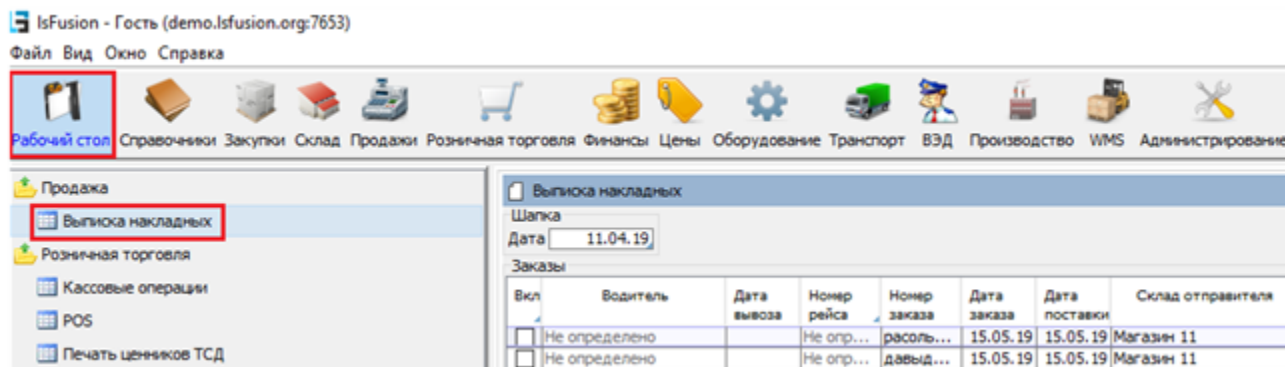 lsFusion - Гость (demo.lsfusion.org:7653)
Файл Вид Окно Справка
Рабочий стол Справочники Закупки Склад Продажи Розничная торговля Финансы Цены Оборудование Транспорт ВЭД Производство WMS Администрирование
Продажа
Выписка накладных
Розничная торговля
Кассовые операции
POS
Печать ценников ТСД
Выписка накладных
Шапка
Дата 11.04.19
Заказы
Вкл Водитель Дата вывоза Номер рейса Номер заказа Дата заказа Дата поставки Склад отправителя
Не определено Не опр... расоль... 15.05.19 15.05.19 Магазин 11
Не определено Не опр... давыд... 15.05.19 15.05.19 Магазин 11